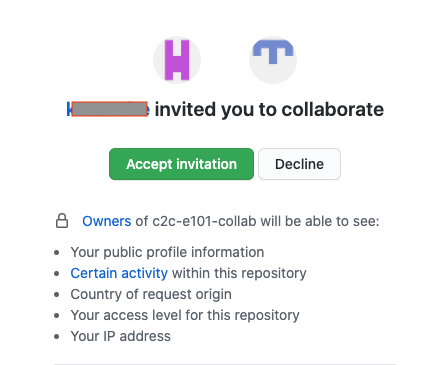 invited you to collaborate
Accept invitation Decline
Owners of c2c-e101-collab will be able to see:
• Your public profile information
• Certain activity within this repository
• Country of request origin
• Your access level for this repository
• Your IP address